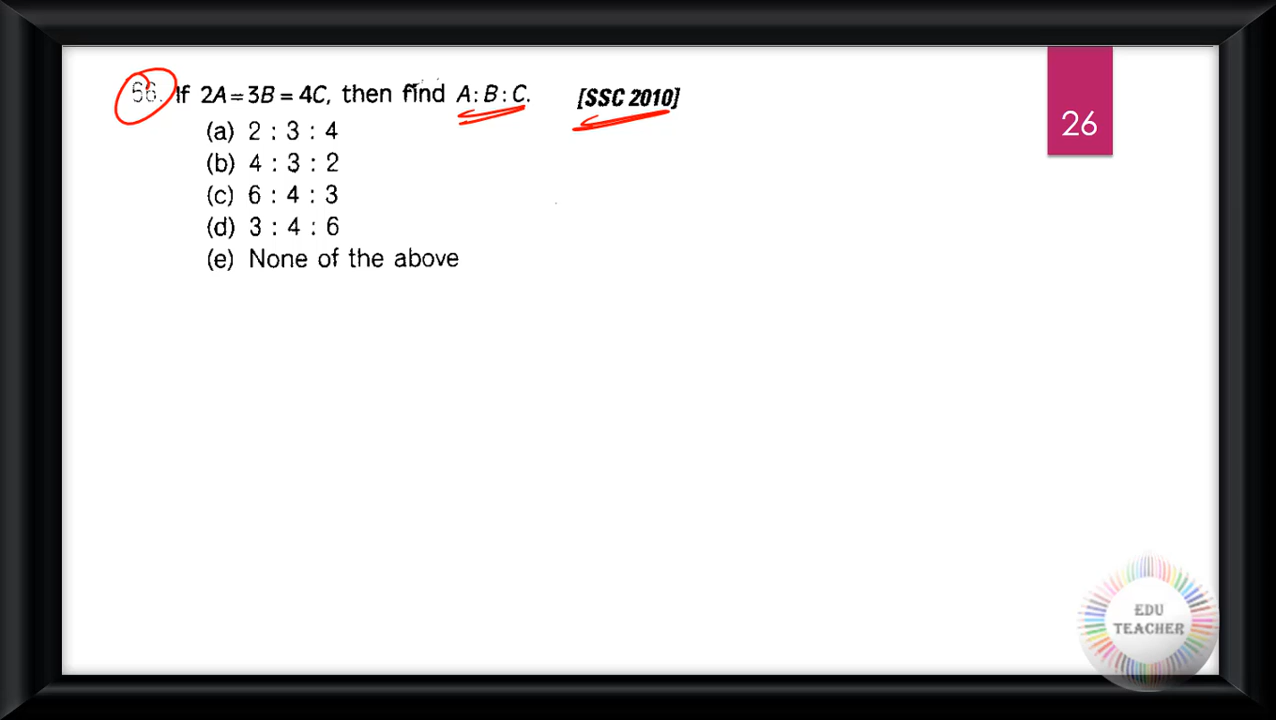 56. If 2A = 3B = 4C, then find A : B : C. [SSC 2010]
(a) 2 : 3 : 4
(b) 4 : 3 : 2
(c) 6 : 4 : 3
(d) 3 : 4 : 6
(e) None of the above
26
EDU
TEACHER